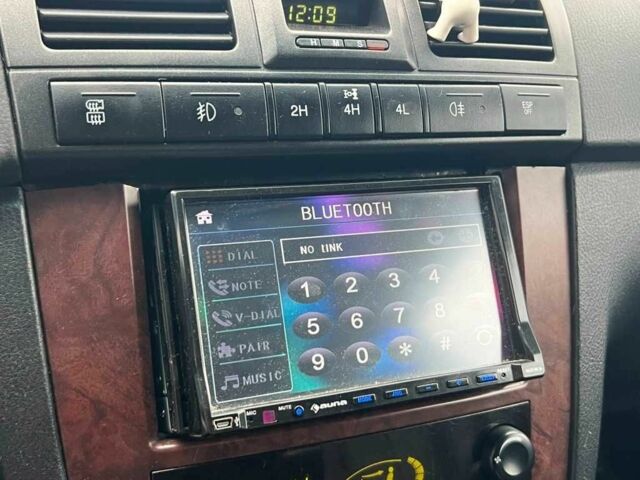 12:09
H M S
2H 4H 4L ESP
OFF
BLUETOOTH
NO LINK
DIAL
NOTE
V-DIAL
PAIR
MUSIC
1 2 3 4
5 6 7 8
9 0 * #
MIC MUTE auna